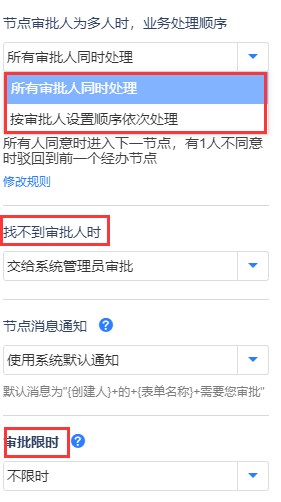 节点审批人为多人时，业务处理顺序
所有审批人同时处理
所有审批人同时处理
按审批人设置顺序依次处理
所有人同意时进入下一节点，有1人不同意
时驳回到前一个经办节点
修改规则
找不到审批人时
交给系统管理员审批
节点消息通知 ?
使用系统默认通知
默认消息为"{创建人}+的+{表单名称}+需要您审批"
审批限时 ?
不限时